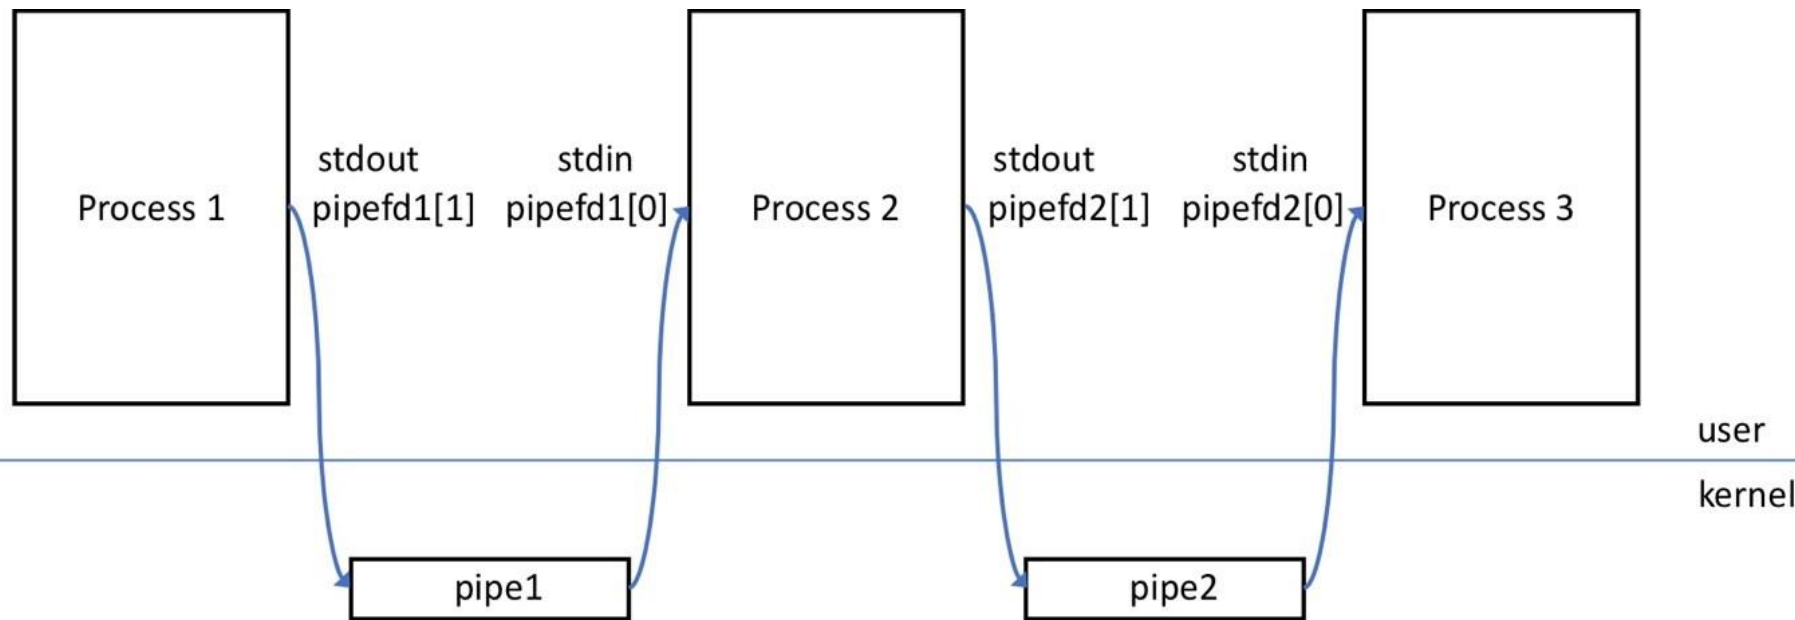 stdout
stdin
stdout
stdin
Process 1
pipefd1[1]
pipefd1[0]
Process 2
pipefd2[1]
pipefd2[0]
Process 3
user
kernel
pipe1
pipe2